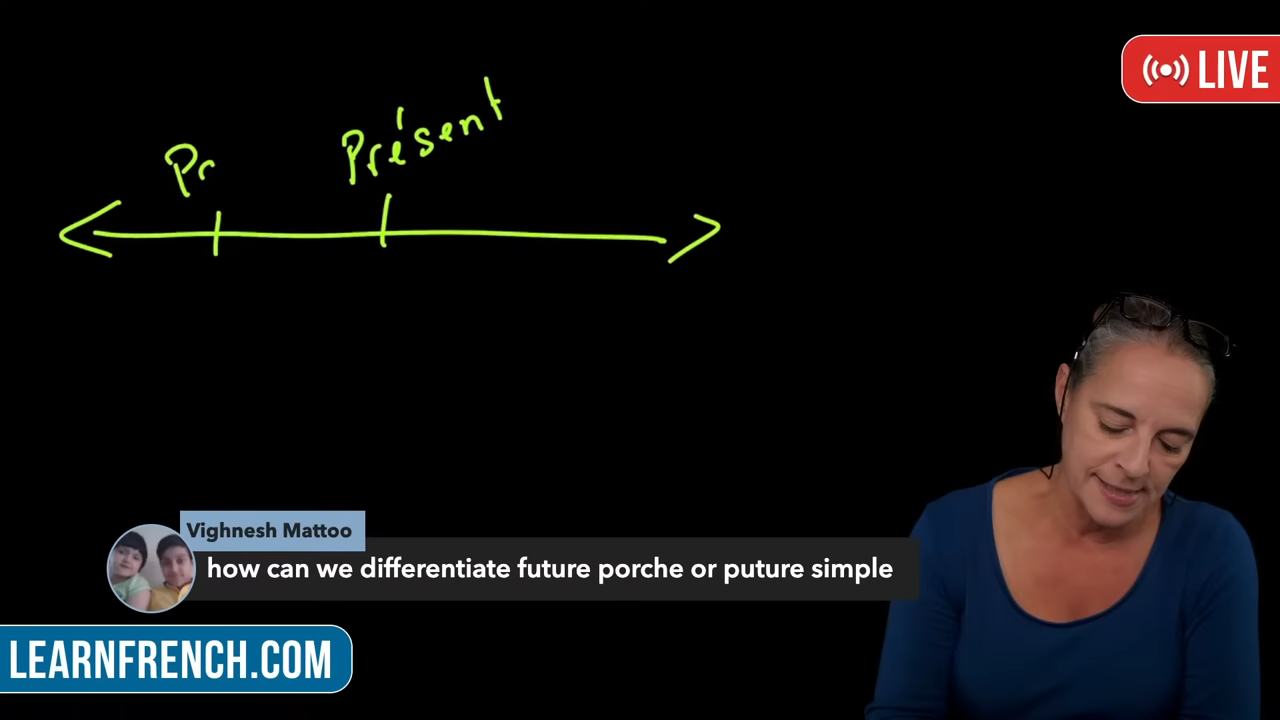 LIVE
Présent
Pr
Vighnesh Mattoo
how can we differentiate future porche or puture simple
LEARNFRENCH.COM